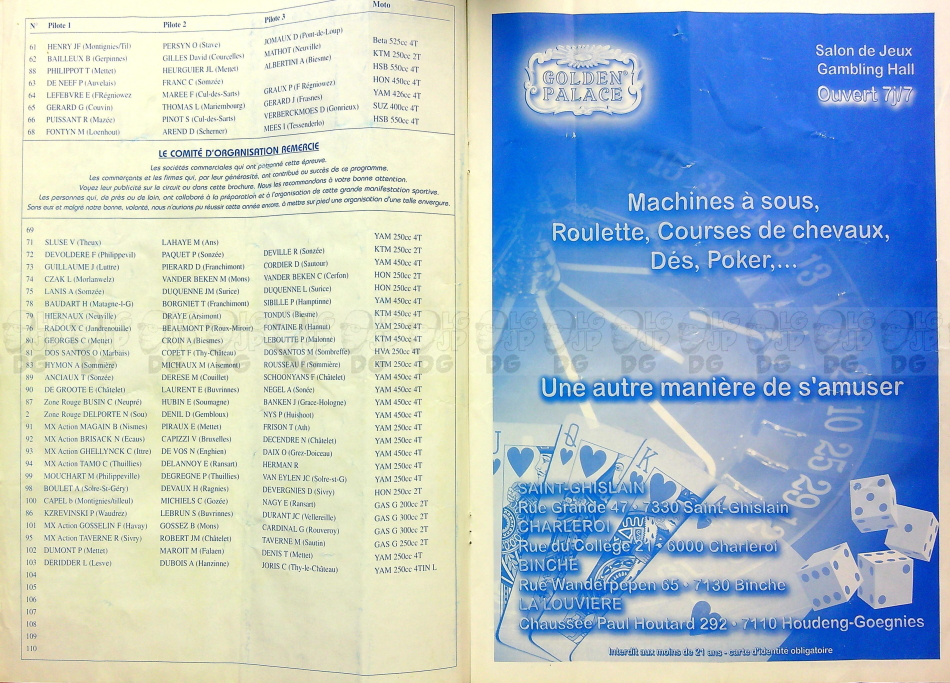 N° Pilote 1 Pilote 2 Pilote 3 Moto
61 HENRY JF (Montignies/Til) PERSYN O (Stave) JOMAUX D (Pont-de-Loup) Beta 525cc 4T
62 BAILLEUX B (Gerpinnes) GILLES David (Courcelles) MATHOT (Neuville) KTM 250cc 2T
88 PHILIPPOT T (Mettet) HEURGUIER JL (Mettet) ALBERTINI A (Biesme) HSB 550cc 4T
63 DE NEEF P (Auvelais) FRANC C (Somzée) HON 450cc 4T
64 LEFEBVRE E (FRégniowez MAREE F (Cul-des-Sarts) GRAUX P (F Régniowez) YAM 426cc 4T
65 GERARD G (Couvin) THOMAS L (Mariembourg) GERARD J (Frasnes) SUZ 400cc 4T
66 PUISSANT R (Mazée) PINOT S (Cul-des-Sarts) VERBERCKMOES D (Gonrieux) HSB 550cc 4T
68 FONTYN M (Loenhout) AREND D (Scherner) MEES I (Tessenderlo)
LE COMITÉ D'ORGANISATION REMERCIE
Les sociétés commerciales qui ont patronné cette épreuve.
Les commerçants et les firmes qui, par leur générosité, ont contribué au succès de ce programme.
Voyez leur publicité sur le circuit ou dans cette brochure. Nous les recommandons à votre bonne attention.
Les personnes qui, de près ou de loin, ont collaboré à la préparation et à l'organisation de cette grande manifestation sportive.
Sans eux et malgré notre bonne, volonté, nous n'aurions pu réussir cette année encore, à mettre sur pied une organisation d'une telle envergure.
69
71 SLUSE V (Theux) LAHAYE M (Ans) YAM 250cc 4T
72 DEVOLDERE F (Philippevil) PAQUET P (Somzée) DEVILLE R (Somzée) KTM 250cc 2T
73 GUILLAUME J (Luttre) PIERARD D (Franchimont) CORDIER D (Sautour) YAM 450cc 4T
74 CZAK L (Morlanwelz) VANDER BEKEN M (Mons) VANDER BEKEN C (Cerfon) HON 250cc 2T
75 LANIS A (Somzée) DUQUENNE JM (Surice) DUQUENNE L (Surice) HON 250cc 4T
78 BAUDART H (Matagne-l-G) BORGNIET T (Franchimont) SIBILLE P (Hamptinne) YAM 450cc 4T
79 HIERNAUX (Neuville) DRAYE (Arsimont) TONDUS (Biesme) KTM 450cc 4T
76 RADOUX C (Jandrenouille) BEAUMONT P (Roux-Miroir) FONTAINE R (Hannut) YAM 250cc 4T
80 GEORGES C (Mettet) CROIN A (Biesmes) LEBOUTTE P (Malonne) KTM 450cc 4T
81 DOS SANTOS O (Marbais) COPET F (Thy-Château) DOS SANTOS M (Sombreffe) HVA 250cc 4T
83 HYMON A (Sommière) MICHAUX M (Aisemont) ROUSSEAU F (Sommière) KTM 250cc 4T
89 ANCIAUX T (Somzée) DERESE M (Couillet) SCHOONYANS F (Châtelet) YAM 250cc 4T
90 DE GROOTE E (Châtelet) LAURENT E (Buvrinnes) NEGEL A (Somée) YAM 450cc 4T
87 Zone Rouge BUSIN C (Neupré) HUBIN E (Soumagne) BANKEN J (Grace-Hologne) YAM 450cc 4T
2 Zone Rouge DELPORTE N (Sou) DENIL D (Gembloux) NYS P (Huishoot) YAM 450cc 4T
91 MX Action MAGAIN B (Nismes) PIRAUX E (Mettet) FRISON T (Ath) YAM 250cc 4T
92 MX Action BRISACK N (Ecaus) CAPIZZI V (Bruxelles) DECENDRE N (Châtelet) YAM 250cc 4T
93 MX Action GHELLYNCK C (Ittre) DE VOS N (Enghien) DAIX O (Grez-Doiceau) YAM 450cc 4T
94 MX Action TAMO C (Thuillies) DELANNOY E (Ransart) HERMAN R YAM 250cc 4T
99 MOUCHART M (Philippeville) DEGREGNE P (Thuillies) VAN EYLEN JC (Solre-st-G) YAM 450cc 4T
98 BOULET A (Solre-St-Géry) DEVAUX H (Ragnies) DEVERGNIES D (Sivry) HON 250cc 2T
100 CAPEL b (Montignies/tilleul) MICHIELS C (Gozée) NAGY E (Ransart) GAS G 200cc 2T
86 KZREVINSKI P (Waudrez) LEBRUN S (Buvrinnes) DURANT JC (Vellereille) GAS G 300cc 2T
101 MX Action GOSSELIN F (Havay) GOSSEZ B (Mons) CARDINAL G (Rouveroy) GAS G 300cc 2T
95 MX Action TAVERNE R (Sivry) ROBERT JM (Châtelet) TAVERNE M (Sautin) GAS G 250cc 2T
102 DUMONT P (Mettet) MAROIT M (Falaen) DENIS T (Mettet) YAM 250cc 4T
103 DERIDDER L (Lesve) DUBOIS A (Hanzinne) JORIS C (Thy-le-Château) YAM 250cc 4TIN L
104
105
106
107
108
109
110
GOLDEN PALACE
Salon de Jeux
Gambling Hall
Ouvert 7j/7
Machines à sous,
Roulette, Courses de chevaux,
Dés, Poker,...
Une autre manière de s'amuser
SAINT-GHISLAIN
Rue Grande 47 - 7330 Saint-Ghislain
CHARLEROI
Rue du Collège 21 • 6000 Charleroi
BINCHE
Rue Wanderpepen 65 • 7130 Binche
LA LOUVIÈRE
Chaussée Paul Houtard 292 • 7110 Houdeng-Goegnies
Interdit aux moins de 21 ans - carte d'identité obligatoire